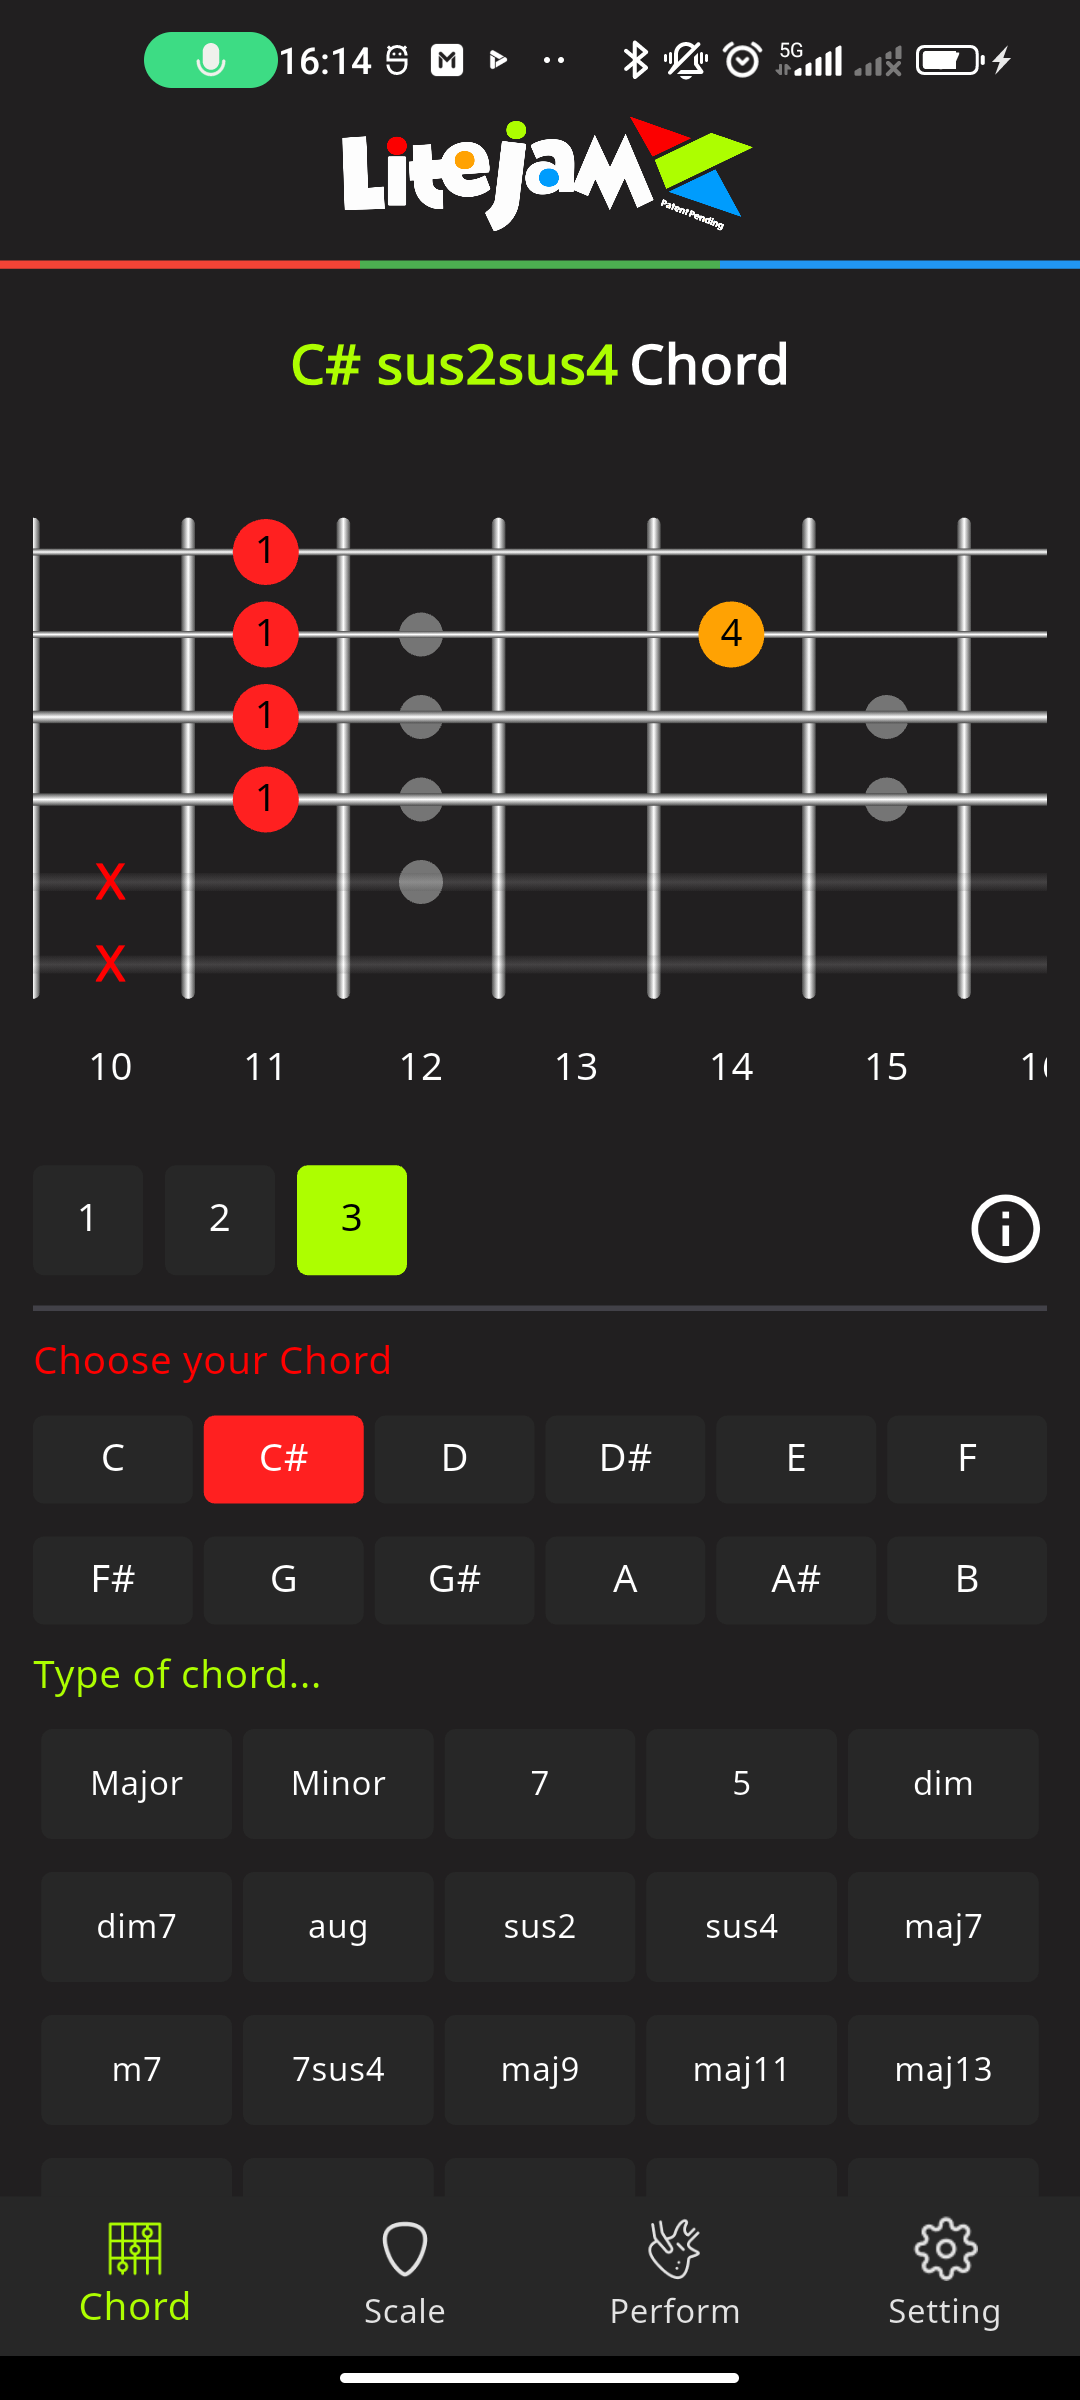 16:14 5G
Litejam
Patent Pending
C# sus2sus4 Chord
1
1 4
1
1
X
X
10 11 12 13 14 15
1 2 3
Choose your Chord
C C# D D# E F
F# G G# A A# B
Type of chord...
Major Minor 7 5 dim
dim7 aug sus2 sus4 maj7
m7 7sus4 maj9 maj11 maj13
Chord Scale Perform Setting